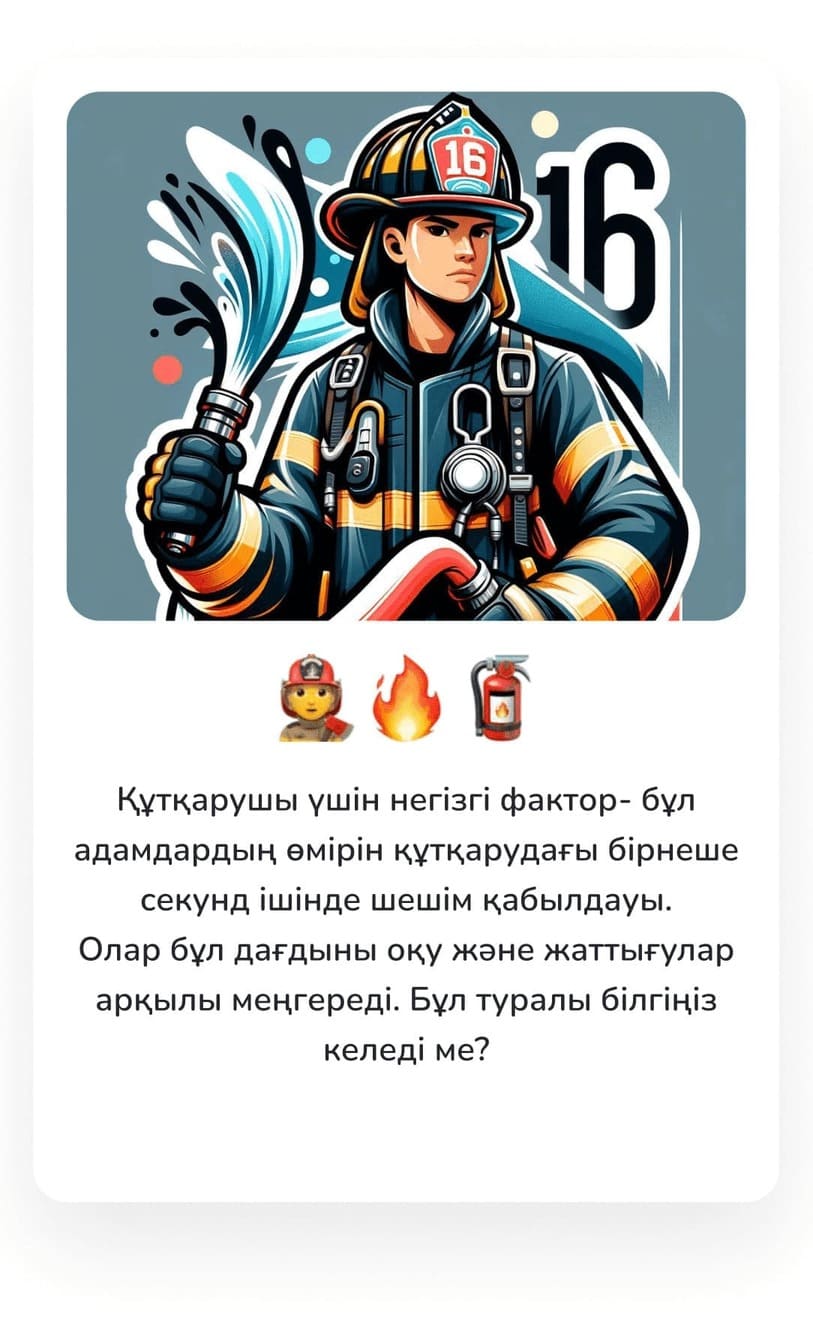 16
16
Құтқарушы үшін негізгі фактор- бұл
адамдардың өмірін құтқарудағы бірнеше
секунд ішінде шешім қабылдауы.
Олар бұл дағдыны оқу және жаттығулар
арқылы меңгереді. Бұл туралы білгіңіз
келеді ме?